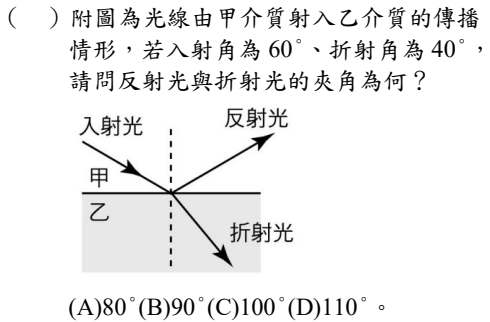 （　）附圖為光線由甲介質射入乙介質的傳播
情形，若入射角為60°、折射角為40°，
請問反射光與折射光的夾角為何？
入射光
反射光
甲
乙
折射光
(A)80°(B)90°(C)100°(D)110°。